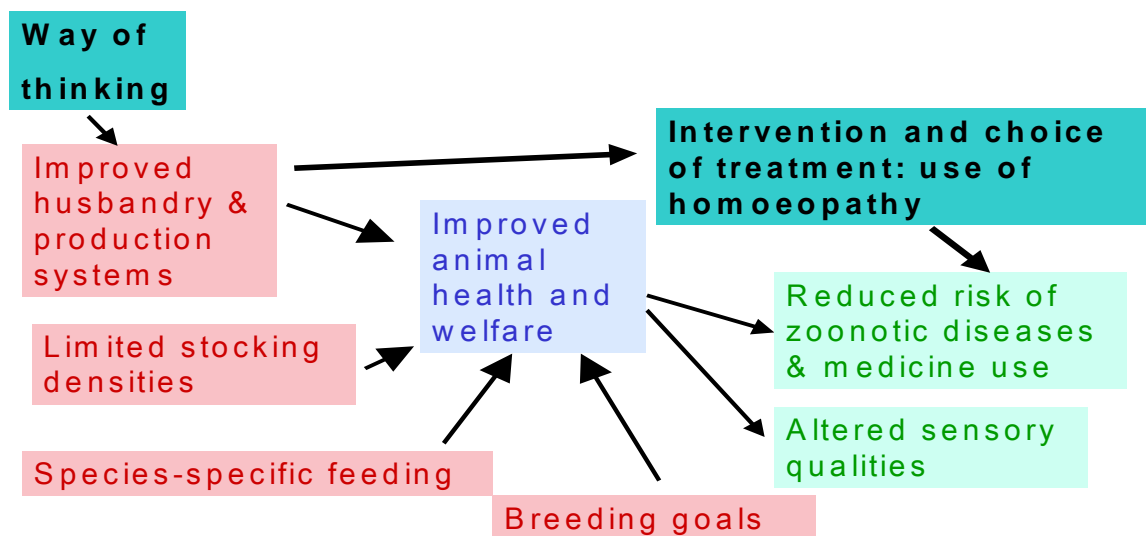 Way of
thinking
Improved
husbandry &
production
systems
Intervention and choice
of treatment: use of
homoeopathy
Improved
animal
health and
welfare
Reduced risk of
zoonotic diseases
& medicine use
Limited stocking
densities
Altered sensory
qualities
Species-specific feeding
Breeding goals